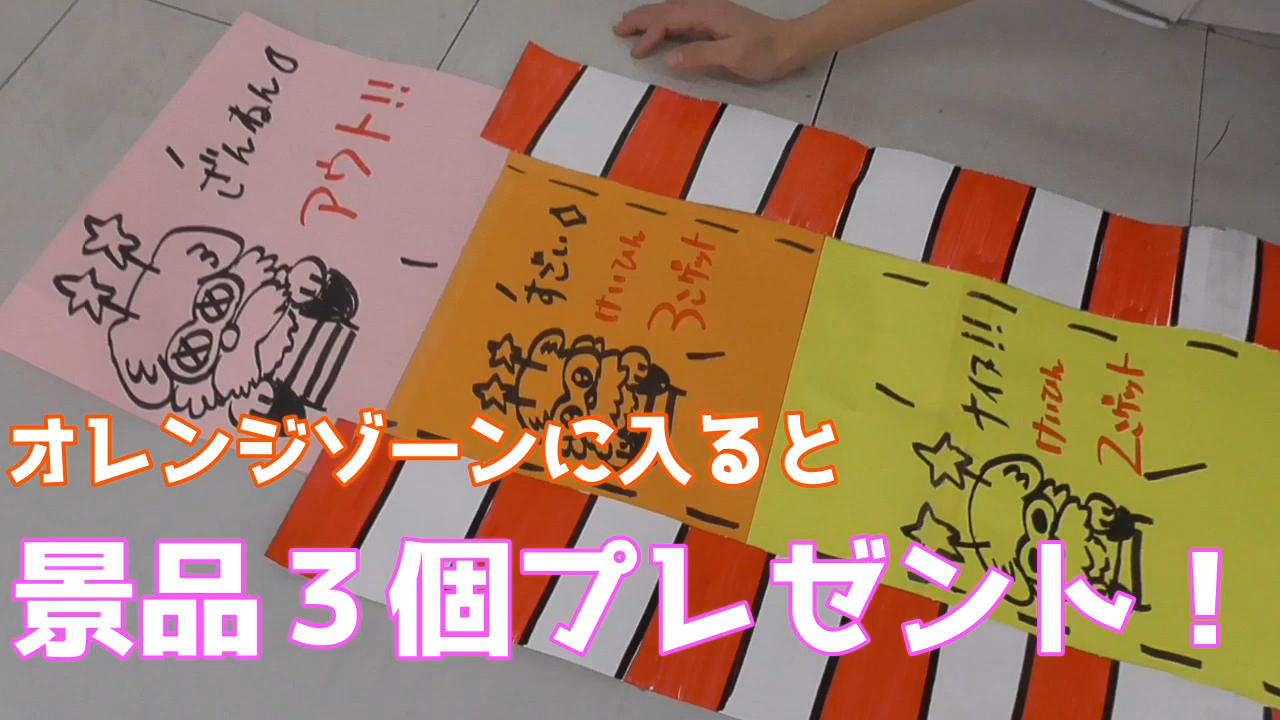 ざんねん
アウト!!
すごい
けいひん
3コゲット
ナイス!!
けいひん
2コゲット
オレンジゾーンに入ると
景品３個プレゼント！